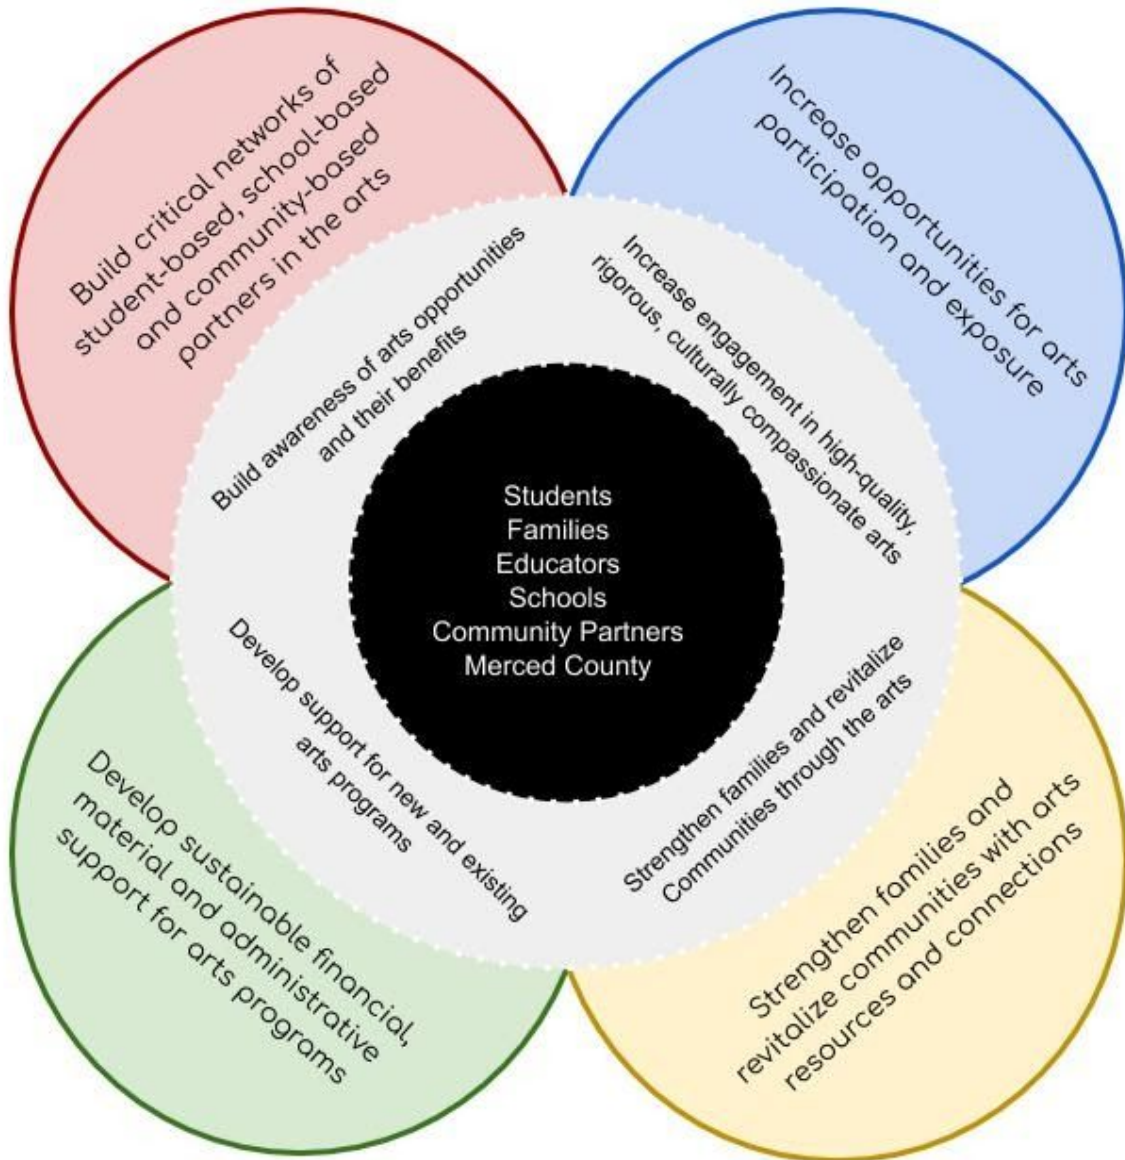 Build critical networks of
student-based, school-based
and community-based
partners in the arts
Increase opportunities for arts
participation and exposure
Build awareness of arts opportunities
and their benefits
Increase engagement in high-quality,
rigorous, culturally compassionate arts
Students
Families
Educators
Schools
Community Partners
Merced County
Develop support for new and existing
arts programs
Strengthen families and revitalize
Communities through the arts
Develop sustainable financial,
material and administrative
support for arts programs
Strengthen families and
revitalize communities with arts
resources and connections